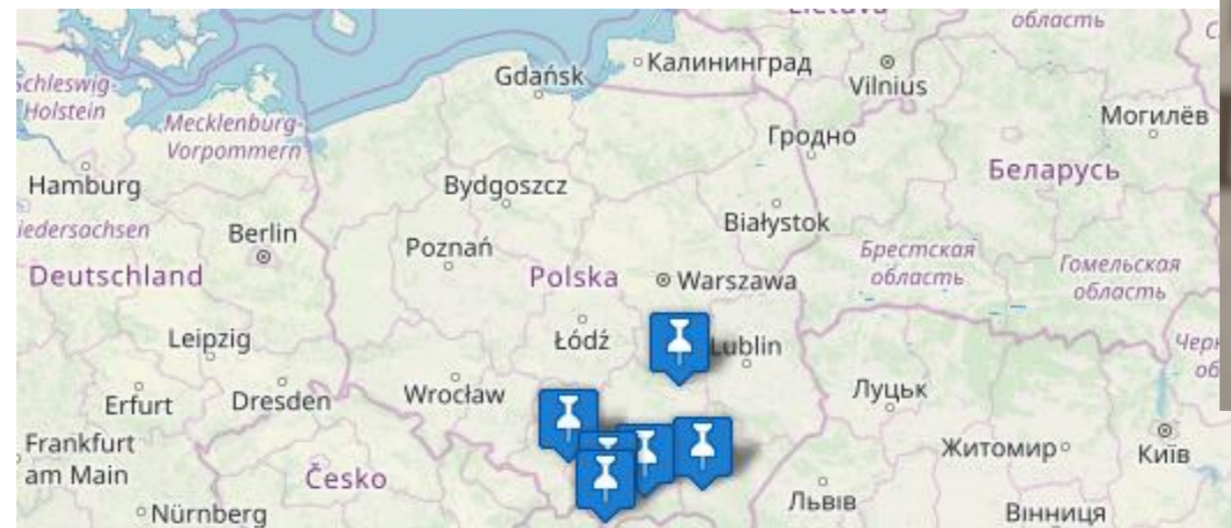 область
Gdańsk
Калининград
Vilnius
Schleswig-
Holstein
Mecklenburg-
Vorpommern
Могилёв
Гродно
Беларусь
Hamburg
Bydgoszcz
Białystok
Berlin
Poznań
Брестская
область
Гомельская
область
Deutschland
Polska
Warszawa
Leipzig
Łódź
Lublin
Erfurt
Dresden
Wrocław
Луцьк
Frankfurt
am Main
Česko
Житомир
Київ
Львів
Nürnberg
Вінниця